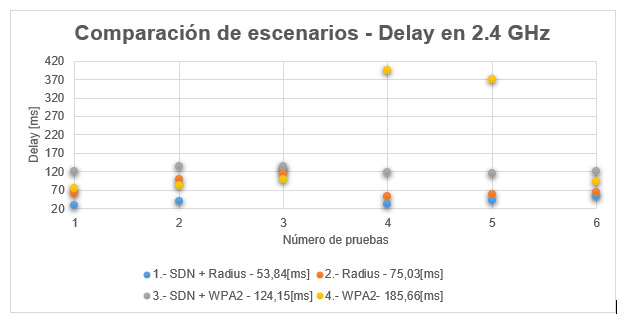 Comparación de escenarios - Delay en 2.4 GHz
420
370
320
270
220
170
120
70
20
Delay [ms]
1 2 3 4 5 6
Número de pruebas
1.- SDN + Radius - 53,84[ms] 2.- Radius - 75,03[ms]
3.- SDN + WPA2 - 124,15[ms] 4.- WPA2- 185,66[ms]